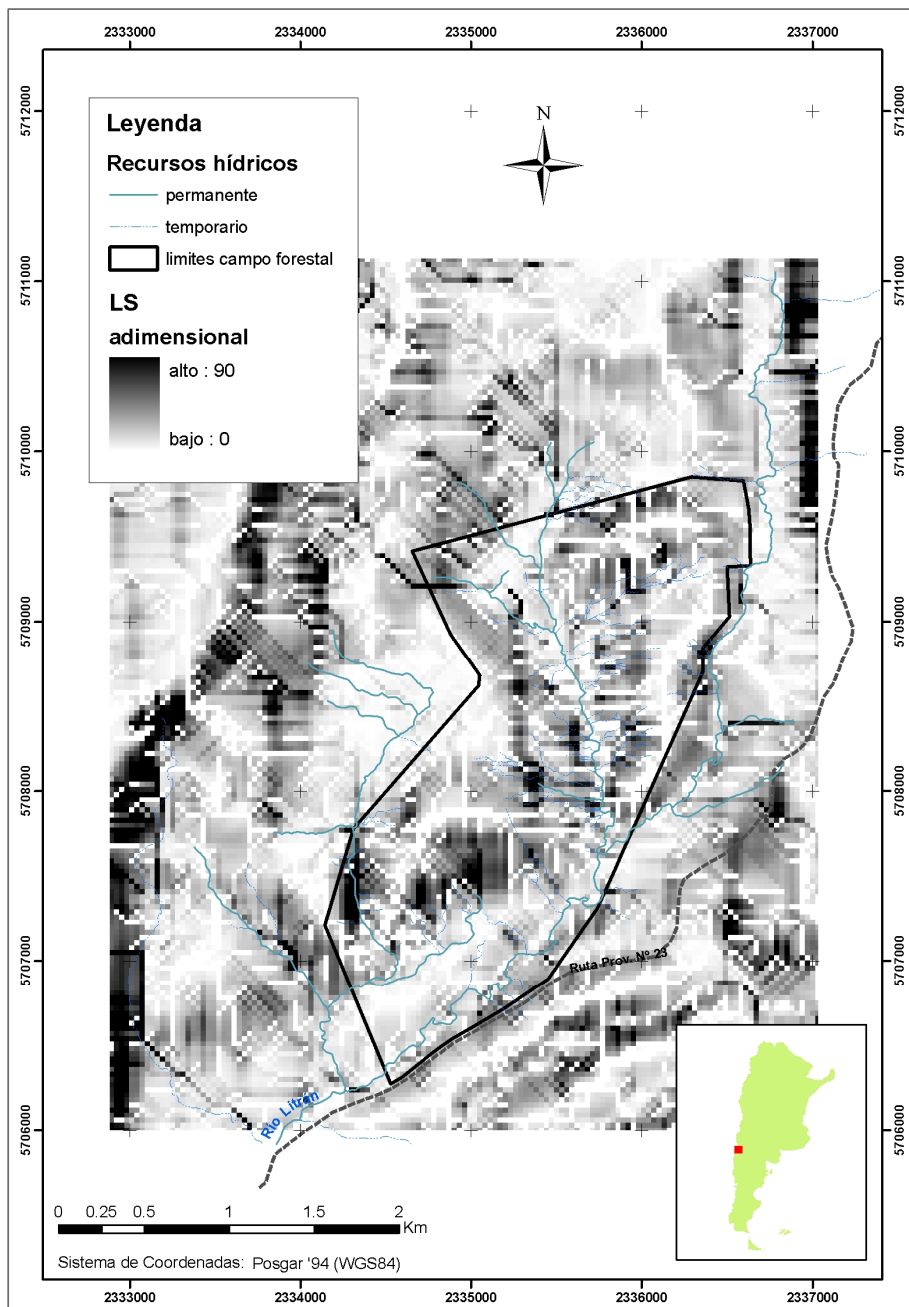 2333000 2334000 2335000 2336000 2337000
5712000
5711000
5710000
5709000
5708000
5707000
5706000
N
Leyenda
Recursos hídricos
permanente
temporario
limites campo forestal
LS
adimensional
alto : 90
bajo : 0
5712000
5711000
5710000
5709000
5708000
5707000
5706000
Ruta Prov. Nº 23
Río Litrán
0 0.25 0.5 1 1.5 2
Km
Sistema de Coordenadas: Posgar '94 (WGS84)
2333000 2334000 2335000 2336000 2337000